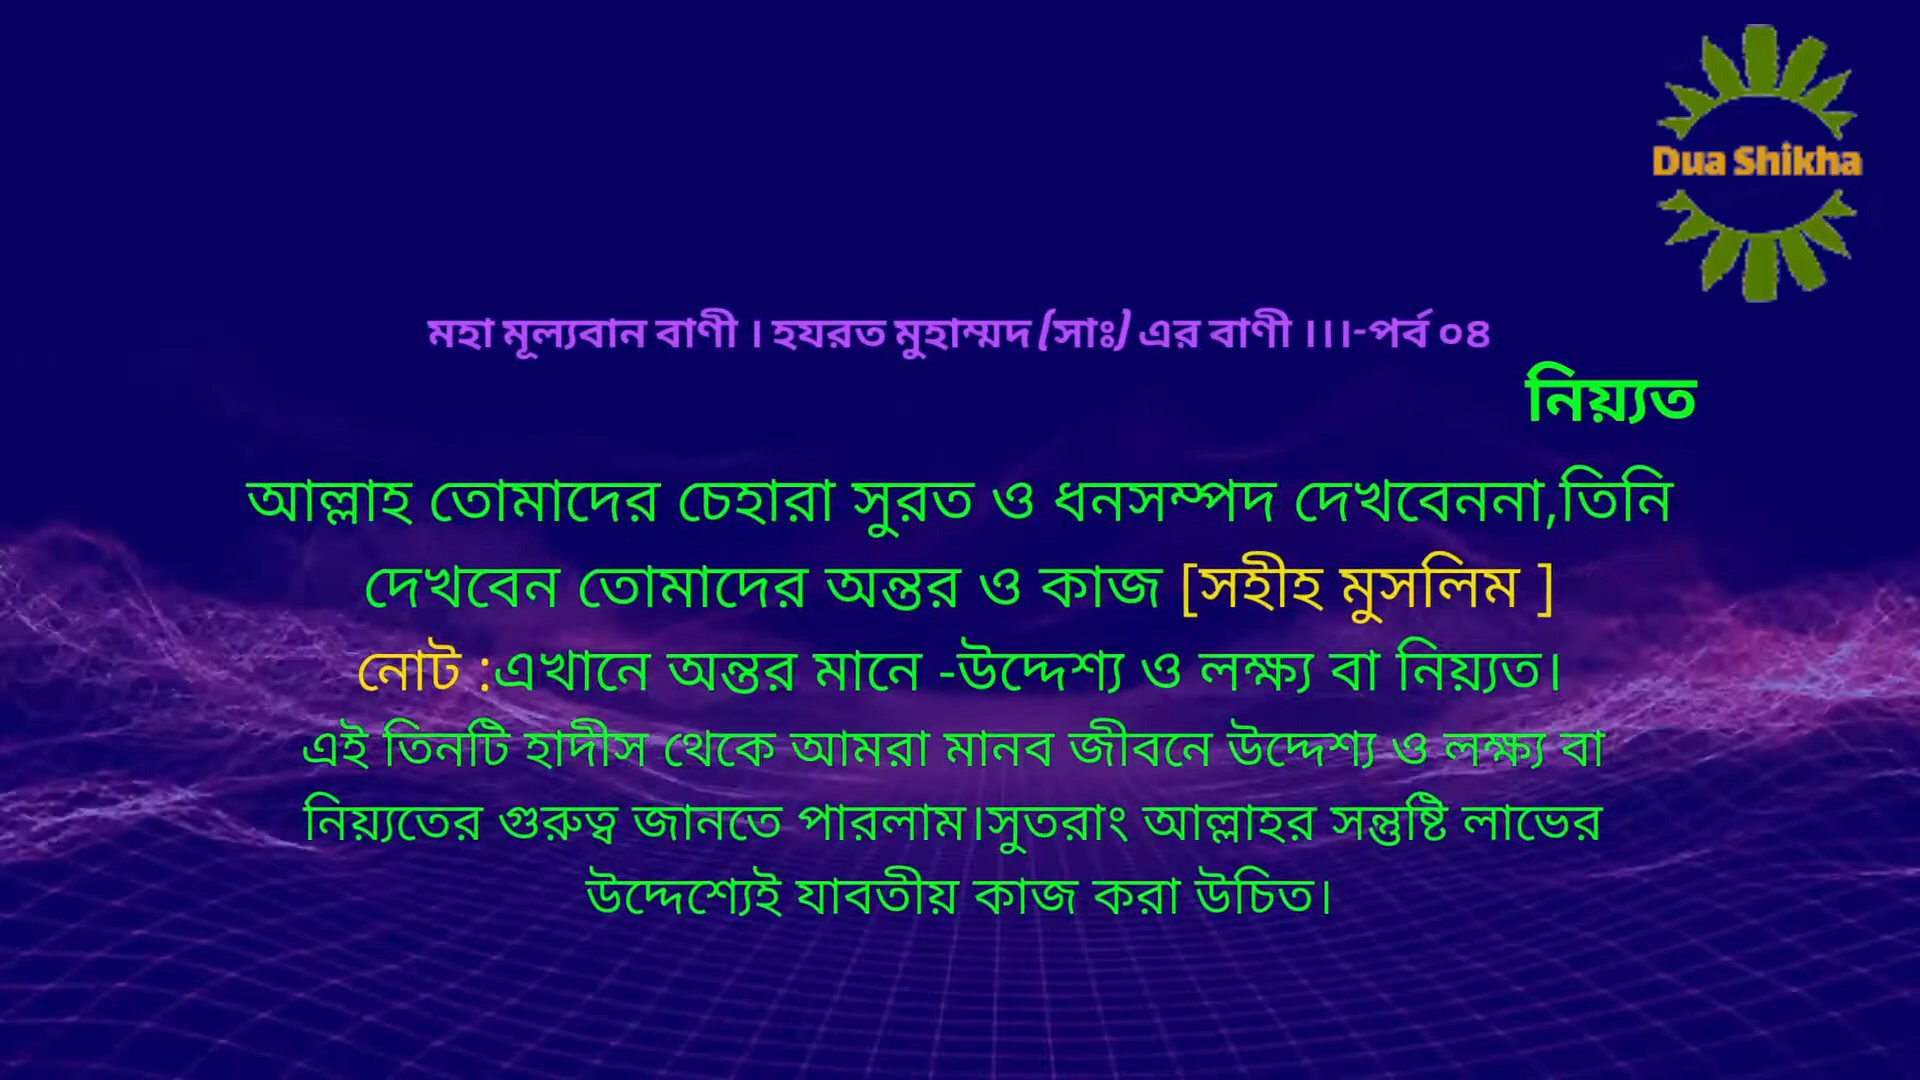 Dua Shikha
মহা মূল্যবান বাণী । হযরত মুহাম্মদ (সাঃ) এর বাণী ।।।-পর্ব ০৪
নিয়্যত
আল্লাহ তোমাদের চেহারা সুরত ও ধনসম্পদ দেখবেননা,তিনি
দেখবেন তোমাদের অন্তর ও কাজ [সহীহ মুসলিম ]
নোট :এখানে অন্তর মানে -উদ্দেশ্য ও লক্ষ্য বা নিয়্যত।
এই তিনটি হাদীস থেকে আমরা মানব জীবনে উদ্দেশ্য ও লক্ষ্য বা
নিয়্যতের গুরুত্ব জানতে পারলাম।সুতরাং আল্লাহর সন্তুষ্টি লাভের
উদ্দেশ্যেই যাবতীয় কাজ করা উচিত।